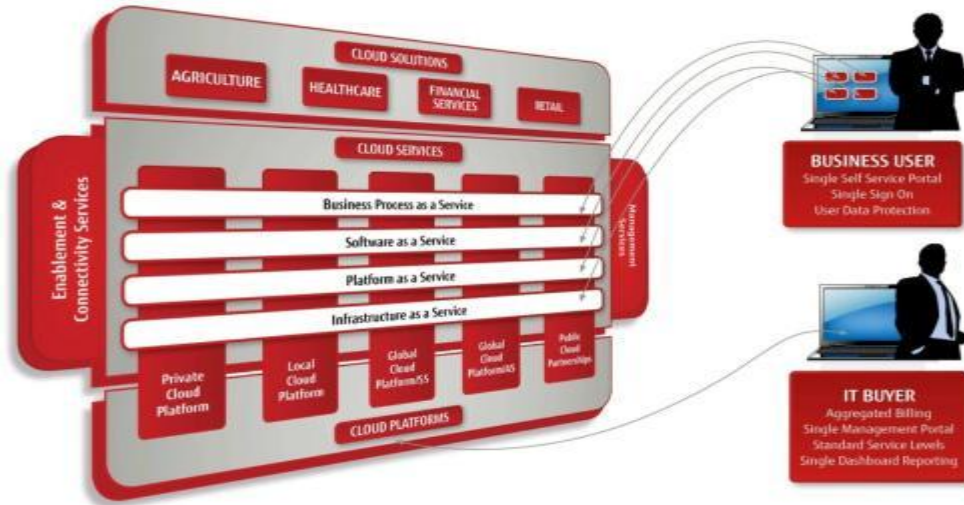 CLOUD SOLUTIONS
AGRICULTURE
HEALTHCARE
FINANCIAL
SERVICES
RETAIL
CLOUD SERVICES
Enablement &
Connectivity Services
Management
Services
Business Process as a Service
Software as a Service
Platform as a Service
Infrastructure as a Service
Private
Cloud
Platform
Local
Cloud
Platform
Global
Cloud
Platform/SS
Global
Cloud
Platform/AS
Public
Cloud
Partnerships
CLOUD PLATFORMS
BUSINESS USER
Single Self Service Portal
Single Sign On
User Data Protection
IT BUYER
Aggregated Billing
Single Management Portal
Standard Service Levels
Single Dashboard Reporting